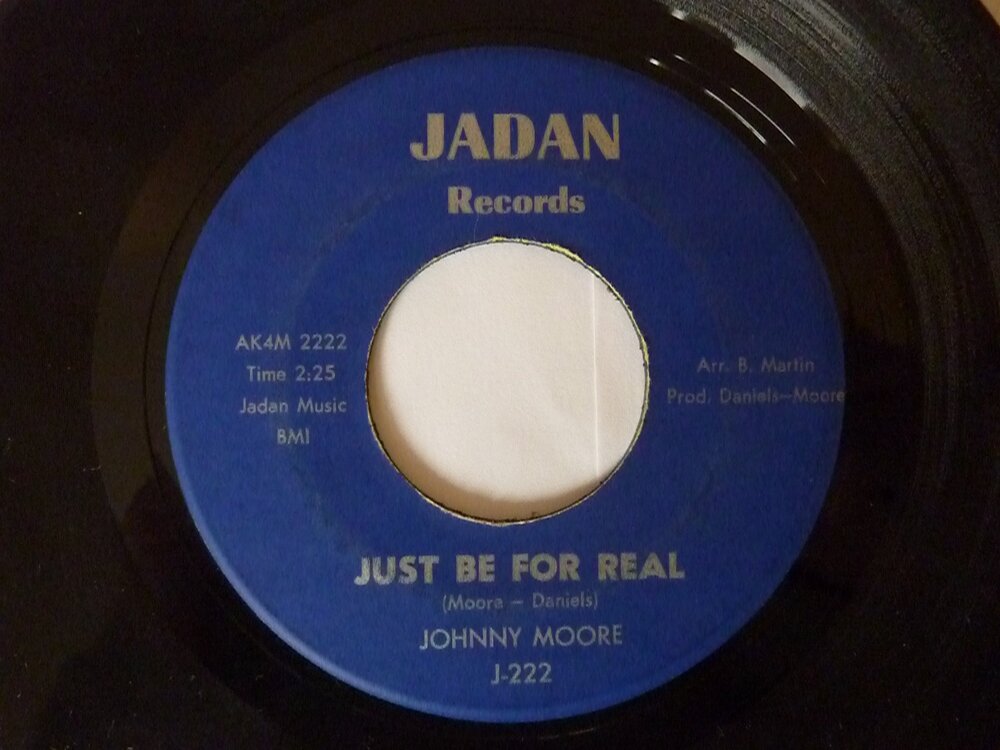 JADAN
Records
AK4M 2222
Time 2:25
Jadan Music
BMI
Arr. B. Martin
Prod. Daniels-Moore
JUST BE FOR REAL
(Moore - Daniels)
JOHNNY MOORE
J-222